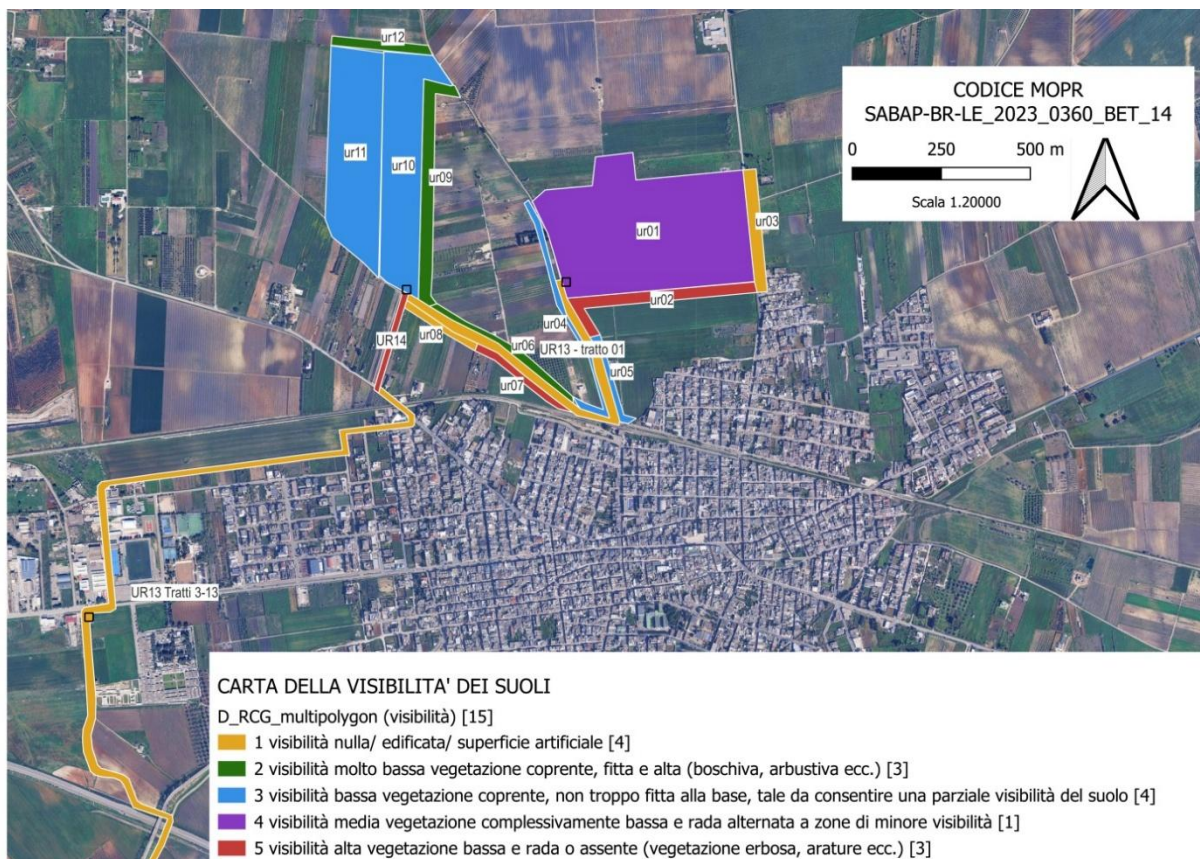 ur12
CODICE MOPR
SABAP-BR-LE_2023_0360_BET_14
0 250 500 m
Scala 1.20000
ur11
ur10
ur09
ur01
ur03
ur02
ur04
UR14
ur08
ur06
UR13 - tratto 01
ur07
ur05
UR13 Tratti 3-13
CARTA DELLA VISIBILITA' DEI SUOLI
D_RCG_multipolygon (visibilità) [15]
1 visibilità nulla/ edificata/ superficie artificiale [4]
2 visibilità molto bassa vegetazione coprente, fitta e alta (boschiva, arbustiva ecc.) [3]
3 visibilità bassa vegetazione coprente, non troppo fitta alla base, tale da consentire una parziale visibilità del suolo [4]
4 visibilità media vegetazione complessivamente bassa e rada alternata a zone di minore visibilità [1]
5 visibilità alta vegetazione bassa e rada o assente (vegetazione erbosa, arature ecc.) [3]